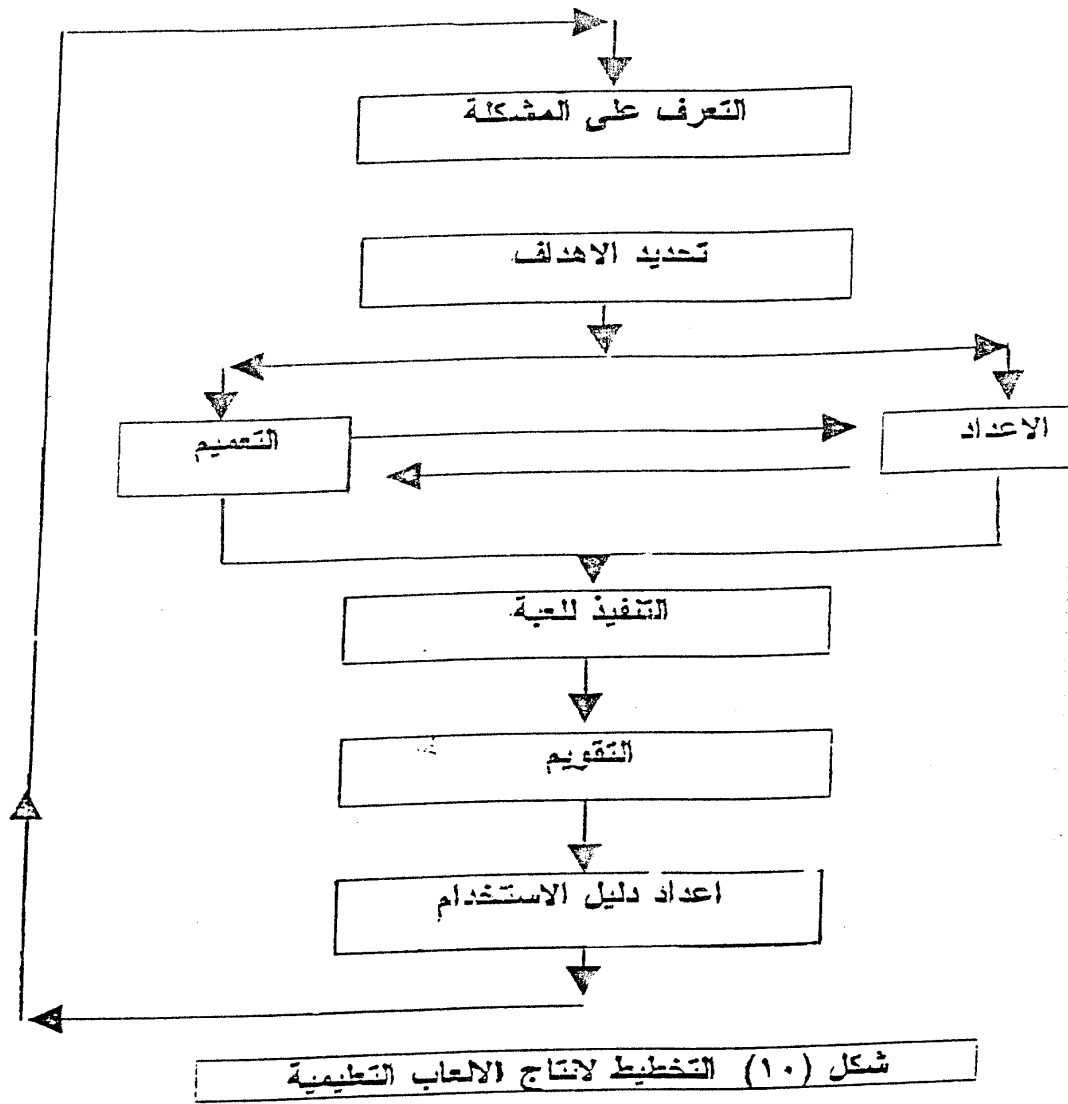 التعرف على المشكلة
تحديد الاهداف
الاعداد
التعميم
التنفيذ للعبة
التقويم
اعداد دليل الاستخدام
شكل (١٠) التخطيط لانتاج الالعاب التعليمية